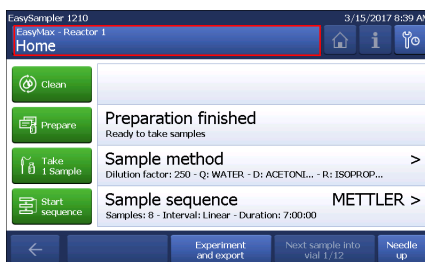 EasySampler 1210
3/15/2017 8:39 AM
EasyMax - Reactor 1
Home
Clean
Prepare
Preparation finished
Ready to take samples
Take
1 Sample
Sample method >
Dilution factor: 250 - Q: WATER - D: ACETONI... - R: ISOPROP...
Start
sequence
Sample sequence METTLER >
Samples: 8 - Interval: Linear - Duration: 7:00:00
Experiment
and export
Next sample into
vial 1/12
Needle
up